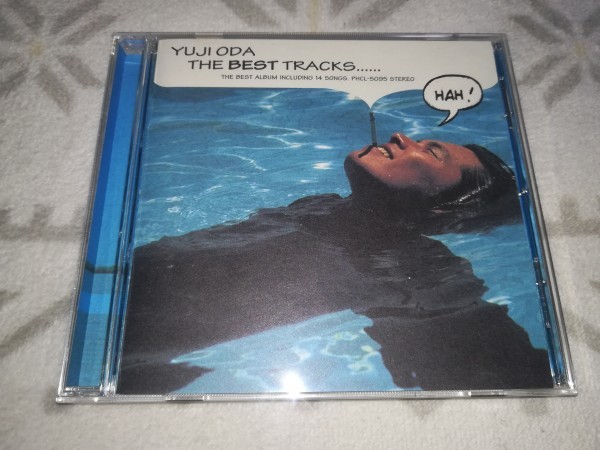 YUJI ODA
THE BEST TRACKS......
THE BEST ALBUM INCLUDING 14 SONGS PHCL-5095 STEREO
HAH!